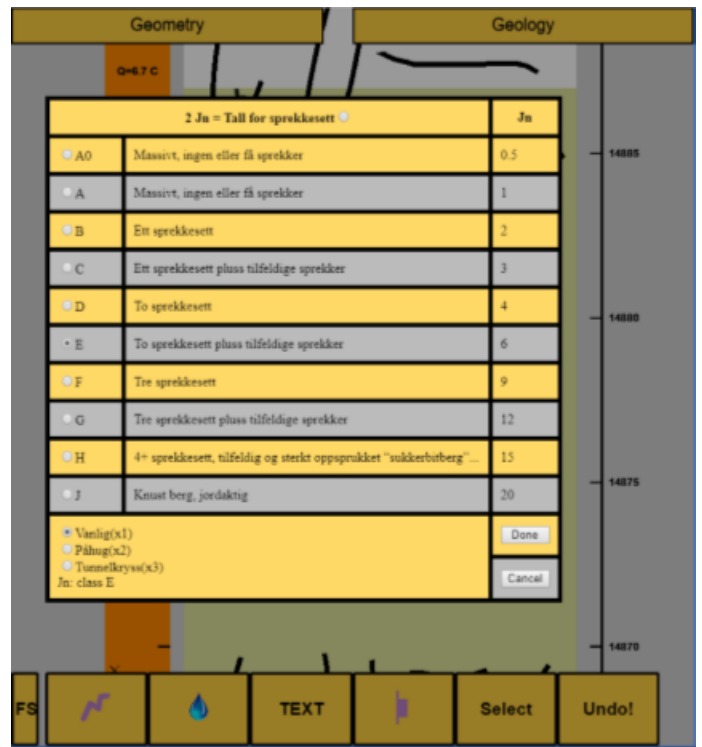 Geometry Geology
Q=6.7 C
2 Jn = Tall for sprekkesett Jn
A0 Massivt, ingen eller få sprekker 0.5
14885
A Massivt, ingen eller få sprekker 1
B Ett sprekkesett 2
C Ett sprekkesett pluss tilfeldige sprekker 3
D To sprekkesett 4
14880
E To sprekkesett pluss tilfeldige sprekker 6
F Tre sprekkesett 9
G Tre sprekkesett pluss tilfeldige sprekker 12
H 4+ sprekkesett, tilfeldig og sterkt oppsprukket “sukkerbitberg”... 15
14875
J Knust berg, jordaktig 20
Vanlig(x1) Done
Påhug(x2)
Tunnelkryss(x3)
Jn: class E Cancel
14870
FS TEXT Select Undo!